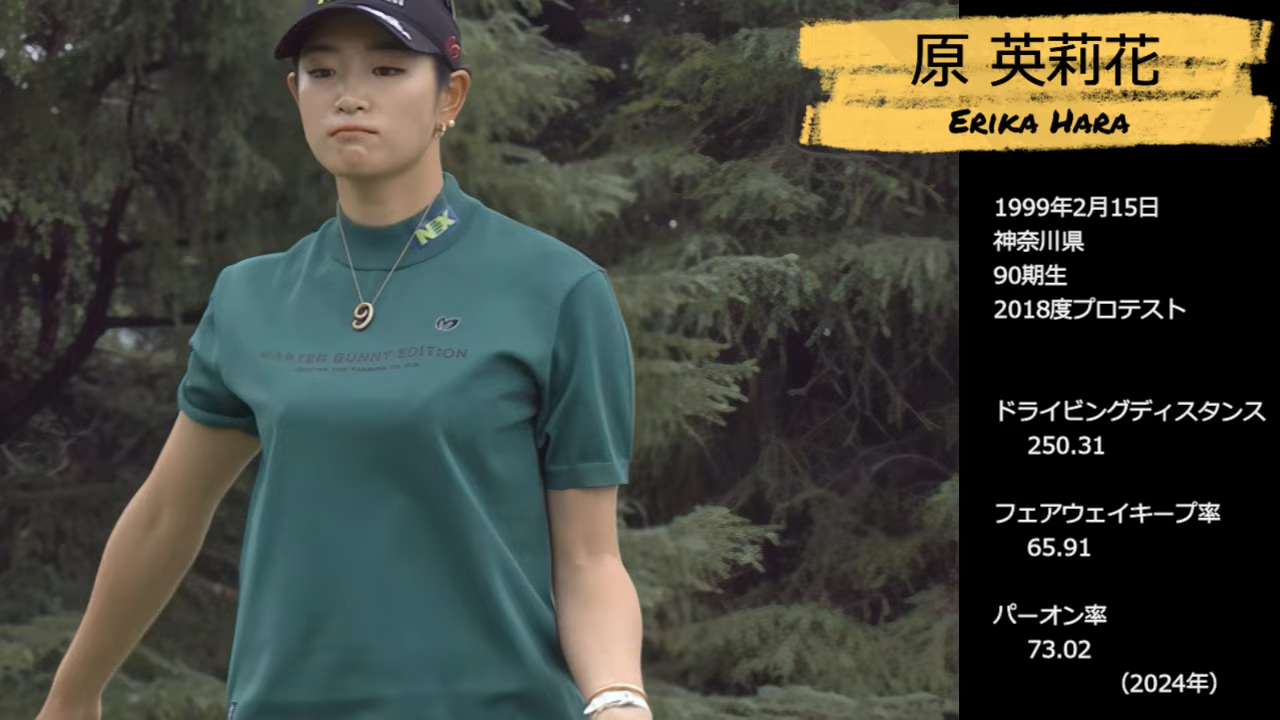 原 英莉花
Erika Hara
1999年2月15日
神奈川県
90期生
2018度プロテスト
ドライビングディスタンス
250.31
フェアウェイキープ率
65.91
パーオン率
73.02
(2024年)
NEX
9
MASTER BUNNY EDITION